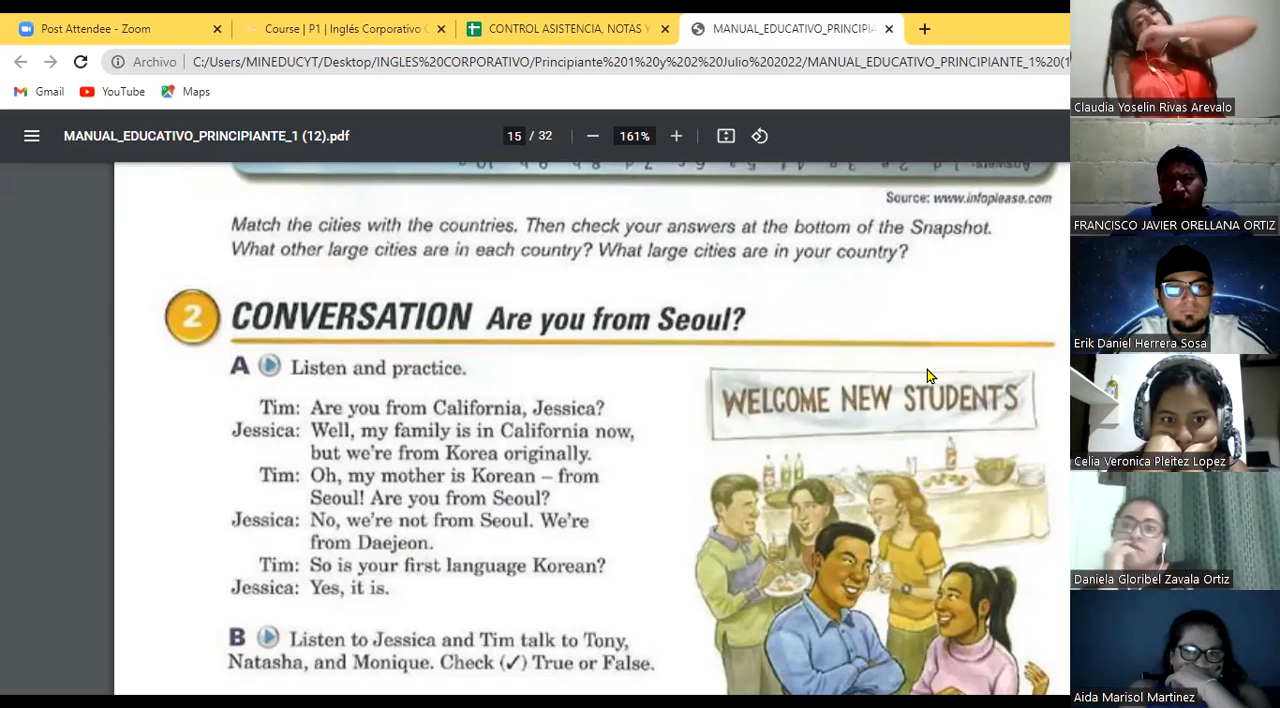 Post Attendee - Zoom
Course | P1 | Inglés Corporativo
CONTROL ASISTENCIA, NOTAS Y
MANUAL_EDUCATIVO_PRINCIPIA
Archivo
C:/Users/MINEDUCYT/Desktop/INGLES%20CORPORATIVO/Principiante%201%20y%202%20Julio%202022/MANUAL_EDUCATIVO_PRINCIPIANTE_1%20(1
Gmail
YouTube
Maps
MANUAL_EDUCATIVO_PRINCIPIANTE_1 (12).pdf
15 / 32
161%
Source: www.infoplease.com
Match the cities with the countries. Then check your answers at the bottom of the Snapshot.
What other large cities are in each country? What large cities are in your country?
2 CONVERSATION Are you from Seoul?
A Listen and practice.
Tim: Are you from California, Jessica?
Jessica: Well, my family is in California now,
but we're from Korea originally.
Tim: Oh, my mother is Korean – from
Seoul! Are you from Seoul?
Jessica: No, we're not from Seoul. We're
from Daejeon.
Tim: So is your first language Korean?
Jessica: Yes, it is.
B Listen to Jessica and Tim talk to Tony,
Natasha, and Monique. Check (✓) True or False.
WELCOME NEW STUDENTS
Claudia Yoselin Rivas Arevalo
FRANCISCO JAVIER ORELLANA ORTIZ
Erik Daniel Herrera Sosa
Celia Veronica Pleitez Lopez
Daniela Gloribel Zavala Ortiz
Aida Marisol Martinez